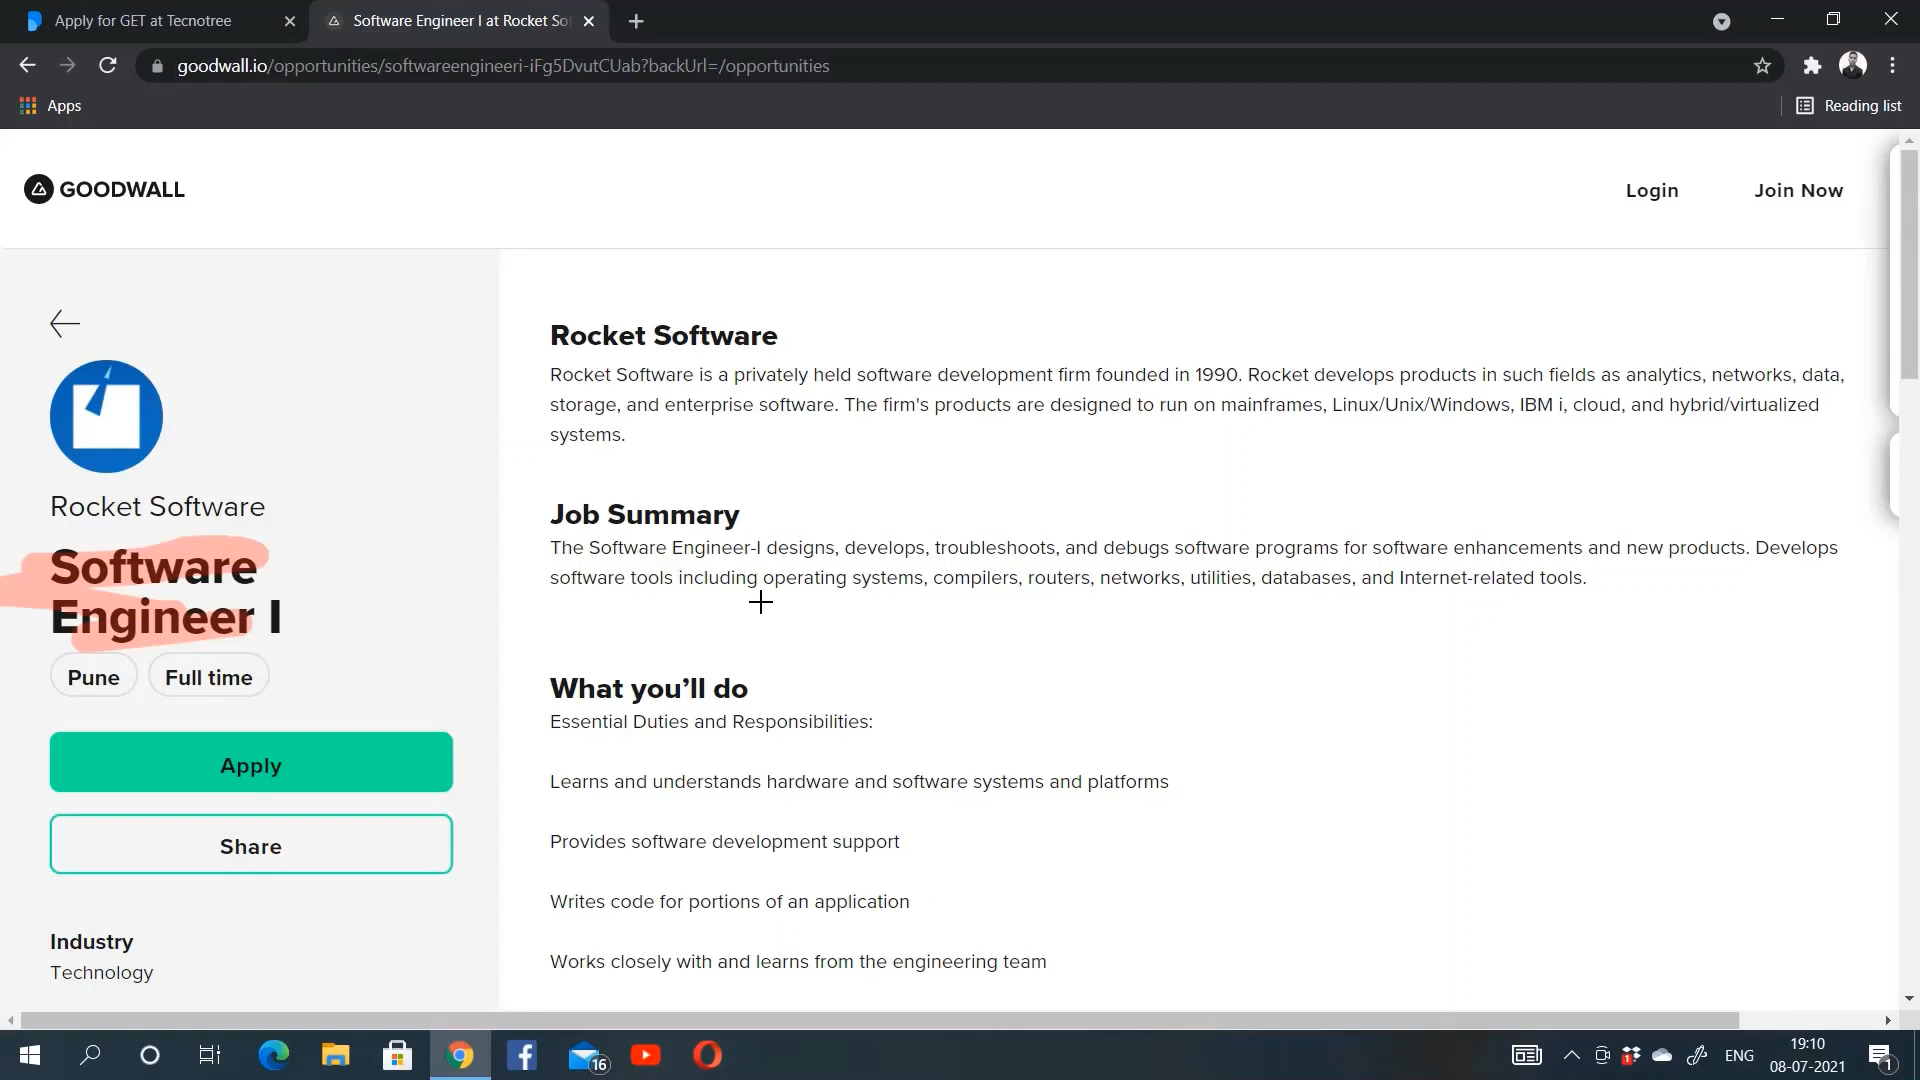 Apply for GET at Tecnotree
Software Engineer I at Rocket So
goodwall.io/opportunities/softwareengineeri-iFg5DvutCUab?backUrl=/opportunities
Apps
Reading list
GOODWALL
Login
Join Now
Rocket Software
Software
Engineer I
Pune
Full time
Apply
Share
Industry
Technology
Rocket Software
Rocket Software is a privately held software development firm founded in 1990. Rocket develops products in such fields as analytics, networks, data,
storage, and enterprise software. The firm's products are designed to run on mainframes, Linux/Unix/Windows, IBM i, cloud, and hybrid/virtualized
systems.
Job Summary
The Software Engineer-I designs, develops, troubleshoots, and debugs software programs for software enhancements and new products. Develops
software tools including operating systems, compilers, routers, networks, utilities, databases, and Internet-related tools.
What you’ll do
Essential Duties and Responsibilities:
Learns and understands hardware and software systems and platforms
Provides software development support
Writes code for portions of an application
Works closely with and learns from the engineering team
16
1
ENG
19:10
08-07-2021
1